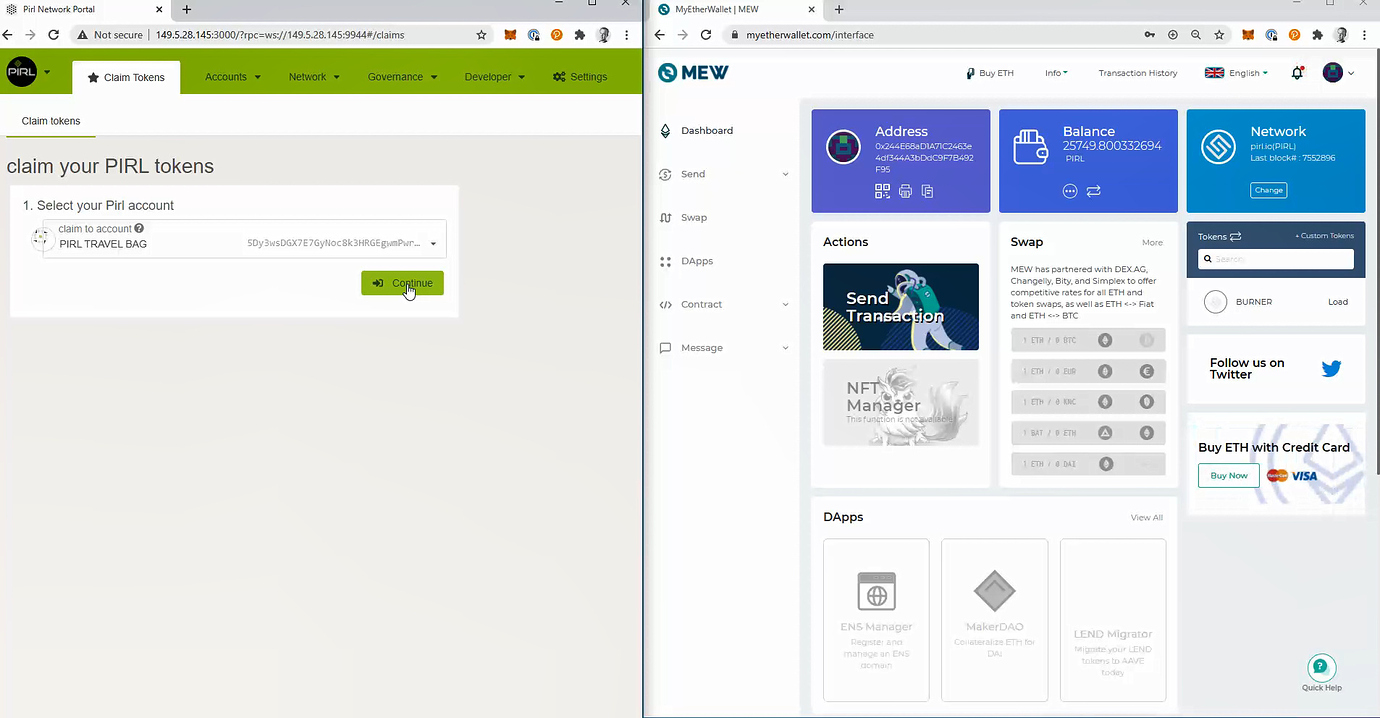 Pirl Network Portal
Not secure
149.5.28.145:3000/?rpc=ws://149.5.28.145:9944#/claims
PIRL
Claim Tokens
Accounts
Network
Governance
Developer
Settings
Claim tokens
claim your PIRL tokens
1. Select your Pirl account
claim to account
PIRL TRAVEL BAG
5Dy3wsDGX7E7GyNoc8k3HRGEgwmPwr...
Continue
MyEtherWallet | MEW
myetherwallet.com/interface
MEW
Buy ETH
Info
Transaction History
English
Dashboard
Send
Swap
DApps
Contract
Message
Address
0x244E68aD1A71C2463e
4df344A3bDdC9F7B492
F95
Balance
25749.800332694
PIRL
Network
pirl.io(PIRL)
Last block# : 7552896
Change
Actions
Send
Transaction
NFT
Manager
This function is not available
Swap
More
MEW has partnered with DEX.AG,
Changelly, Bity, and Simplex to offer
competitive rates for all ETH and
token swaps, as well as ETH <-> Fiat
and ETH <-> BTC
1 ETH / 0 BTC
1 ETH / 0 EUR
1 ETH / 0 KNC
1 BAT / 0 ETH
1 ETH / 0 DAI
Tokens
+ Custom Tokens
Search
BURNER
Load
Follow us on
Twitter
Buy ETH with Credit Card
Buy Now
MasterCard
VISA
DApps
View All
ENS Manager
Register and
manage an ENS
domain
MakerDAO
Collateralize ETH for
DAI
LEND Migrator
Migrate your LEND
tokens to AAVE
today
Quick Help